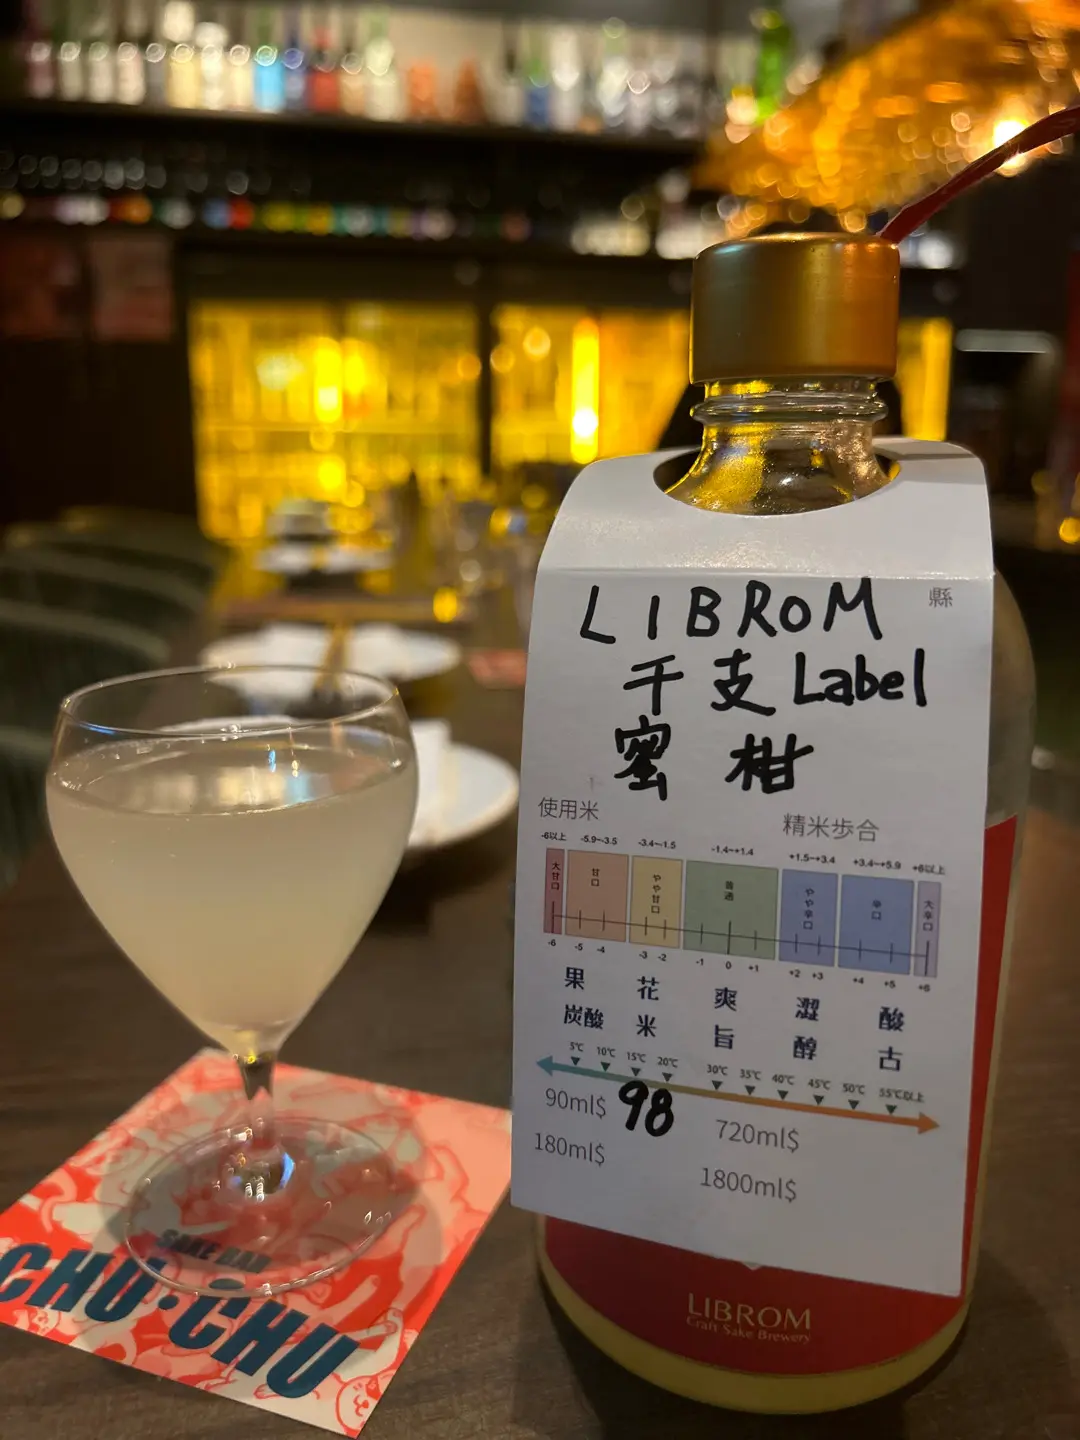 LIBROM
縣
干支Label
蜜柑
使用米
精米歩合
-6以上 -5.9~-3.5 -3.4~-1.5 -1.4~+1.4 +1.5~+3.4 +3.4~+5.9 +6以上
大甘口 甘口 やや甘口 普通 やや辛口 辛口 大辛口
-6 -5 -4 -3 -2 -1 0 +1 +2 +3 +4 +5 +6
果 花 爽 澀 酸
炭酸 米 旨 醇 古
5℃ 10℃ 15℃ 20℃ 30℃ 35℃ 40℃ 45℃ 50℃ 55℃以上
90ml$ 98
720ml$
180ml$
1800ml$
LIBROM
Craft Sake Brewery
SAKE BAR
CHU·CHU